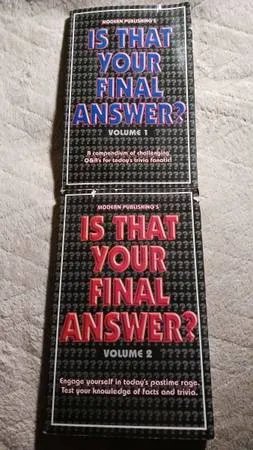 MODERN PUBLISHING'S
IS THAT
YOUR
FINAL
ANSWER?
VOLUME 1
A compendium of challenging
Q&A's for today's trivia fanatic!
MODERN PUBLISHING'S
IS THAT
YOUR
FINAL
ANSWER?
VOLUME 2
Engage yourself in today's pastime rage.
Test your knowledge of facts and trivia.